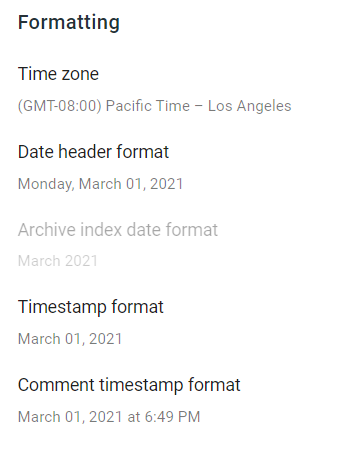 Formatting
Time zone
(GMT-08:00) Pacific Time – Los Angeles
Date header format
Monday, March 01, 2021
Archive index date format
March 2021
Timestamp format
March 01, 2021
Comment timestamp format
March 01, 2021 at 6:49 PM